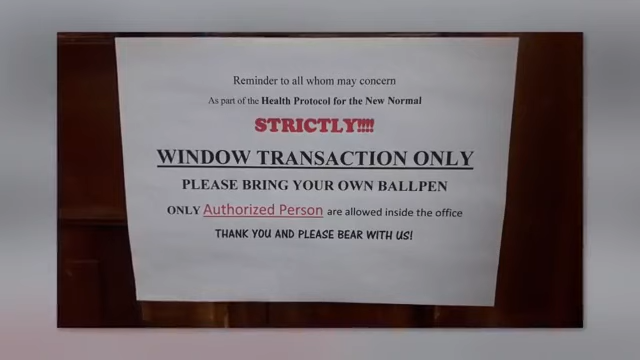 Reminder to all whom may concern
As part of the Health Protocol for the New Normal
STRICTLY!!!!
WINDOW TRANSACTION ONLY
PLEASE BRING YOUR OWN BALLPEN
ONLY Authorized Person are allowed inside the office
THANK YOU AND PLEASE BEAR WITH US!